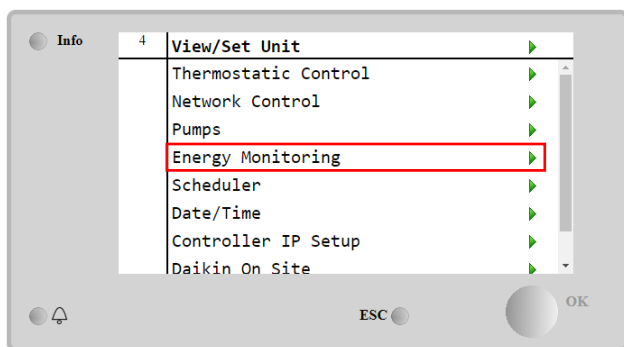 Info
4 View/Set Unit
Thermostatic Control
Network Control
Pumps
Energy Monitoring
Scheduler
Date/Time
Controller IP Setup
Daikin On Site
ESC
OK